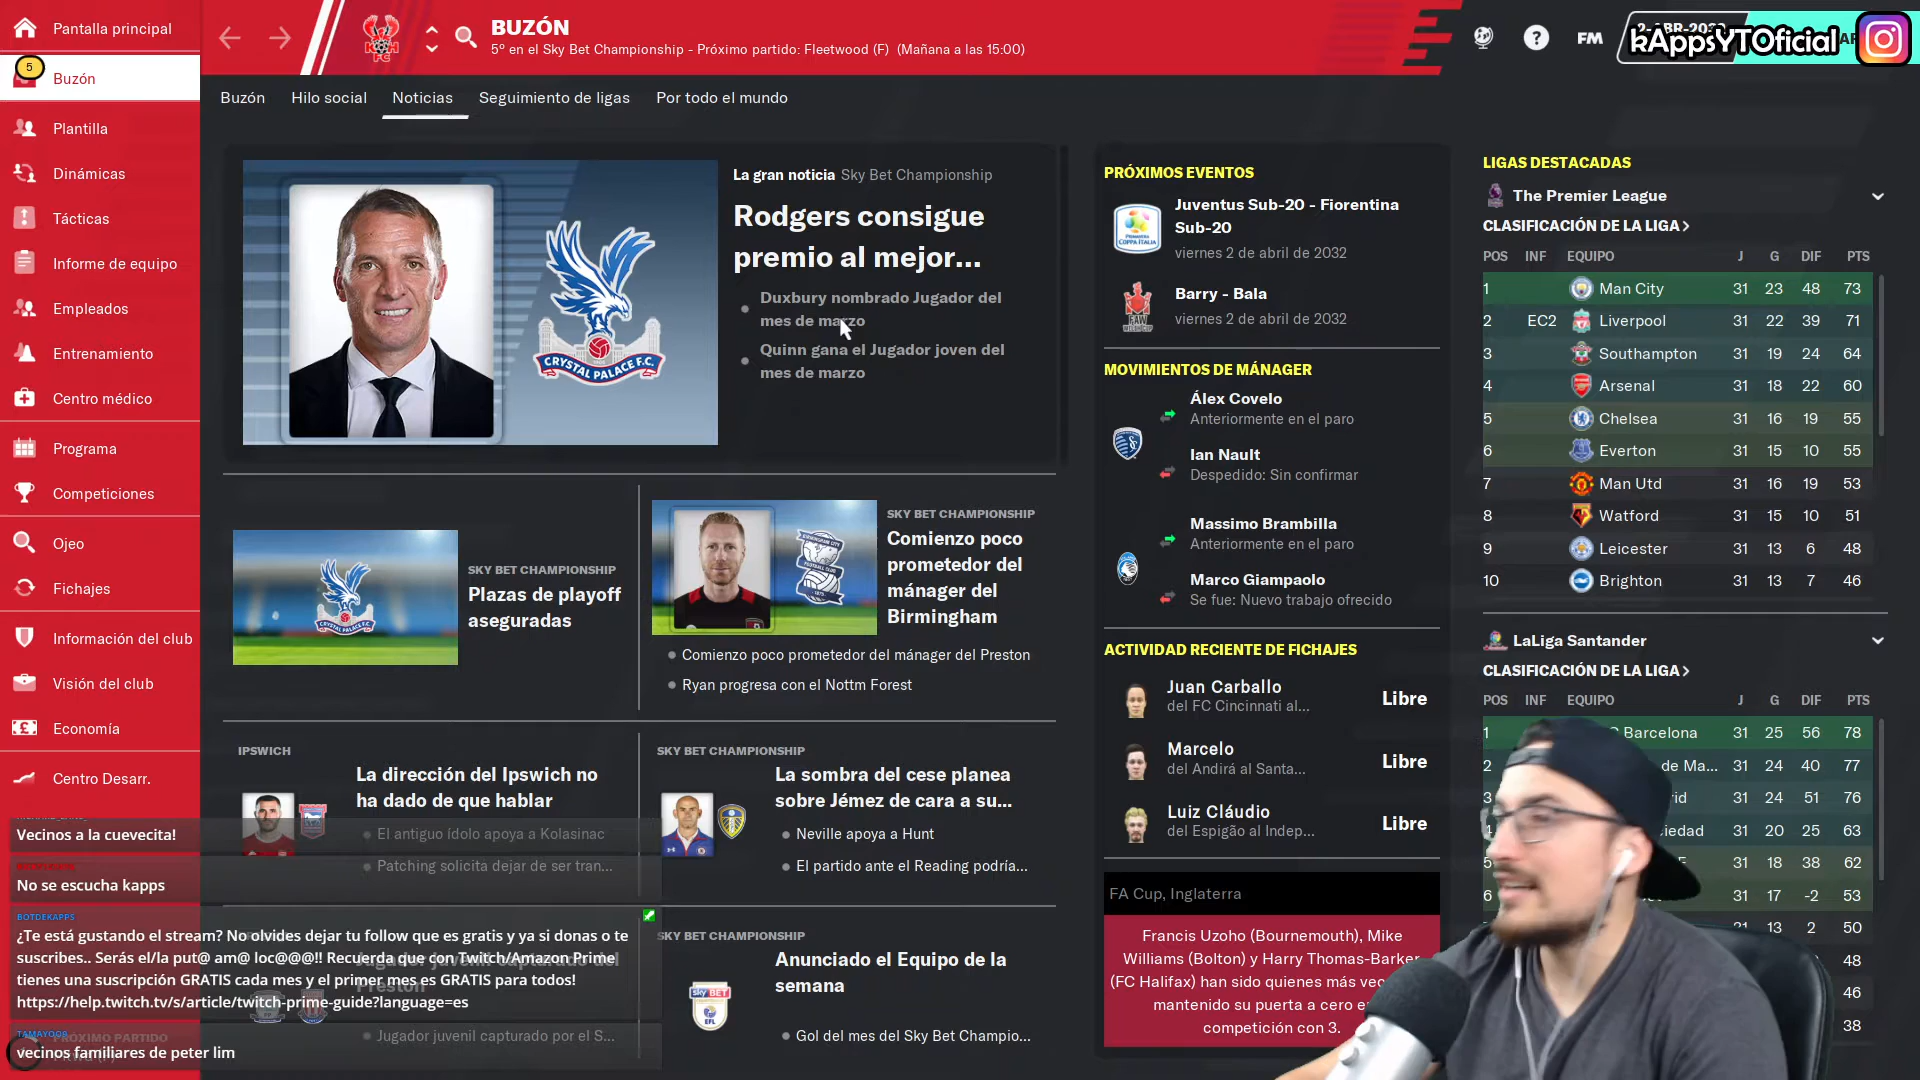 Pantalla principal
5
Buzón
Plantilla
Dinámicas
Tácticas
Informe de equipo
Empleados
Entrenamiento
Centro médico
Programa
Competiciones
Ojeo
Fichajes
Información del club
Visión del club
Economía
Centro Desarr.
BUZÓN
5º en el Sky Bet Championship - Próximo partido: Fleetwood (F) (Mañana a las 15:00)
FM
kAppsYTOficial
Buzón Hilo social Noticias Seguimiento de ligas Por todo el mundo
CRYSTAL PALACE F.C.
La gran noticia Sky Bet Championship
Rodgers consigue
premio al mejor...
Duxbury nombrado Jugador del
mes de marzo
Quinn gana el Jugador joven del
mes de marzo
SKY BET CHAMPIONSHIP
Plazas de playoff
aseguradas
SKY BET CHAMPIONSHIP
Comienzo poco
prometedor del
mánager del
Birmingham
Comienzo poco prometedor del mánager del Preston
Ryan progresa con el Nottm Forest
IPSWICH
La dirección del Ipswich no
ha dado de que hablar
El antiguo ídolo apoya a Kolasinac
Patching solicita dejar de ser tran...
SKY BET CHAMPIONSHIP
La sombra del cese planea
sobre Jémez de cara a su...
Neville apoya a Hunt
El partido ante el Reading podría...
Jugador juvenil capturado por el S...
SKY BET CHAMPIONSHIP
Anunciado el Equipo de la
semana
Gol del mes del Sky Bet Champio...
sky BET
EFL
Vecinos a la cuevecita!
No se escucha kapps
BOTDEKAPPS
¿Te está gustando el stream? No olvides dejar tu follow que es gratis y ya si donas o te
suscribes.. Serás el/la put@ am@ loc@@@!! Recuerda que con Twitch/Amazon Prime
tienes una suscripción GRATIS cada mes y el primer mes es GRATIS para todos!
https://help.twitch.tv/s/article/twitch-prime-guide?language=es
vecinos familiares de peter lim
PRÓXIMO PARTIDO
PRÓXIMOS EVENTOS
Juventus Sub-20 - Fiorentina
Sub-20
viernes 2 de abril de 2032
Barry - Bala
viernes 2 de abril de 2032
MOVIMIENTOS DE MÁNAGER
Álex Covelo
Anteriormente en el paro
Ian Nault
Despedido: Sin confirmar
Massimo Brambilla
Anteriormente en el paro
Marco Giampaolo
Se fue: Nuevo trabajo ofrecido
ACTIVIDAD RECIENTE DE FICHAJES
Juan Carballo Libre
del FC Cincinnati al...
Marcelo Libre
del Andirá al Santa...
Luiz Cláudio Libre
del Espigão al Indep...
FA Cup, Inglaterra
Francis Uzoho (Bournemouth), Mike
Williams (Bolton) y Harry Thomas-Barker
(FC Halifax) han sido quienes más vec
mantenido su puerta a cero e
competición con 3.
LIGAS DESTACADAS
The Premier League
CLASIFICACIÓN DE LA LIGA
POS INF EQUIPO J G DIF PTS
1 Man City 31 23 48 73
2 EC2 Liverpool 31 22 39 71
3 Southampton 31 19 24 64
4 Arsenal 31 18 22 60
5 Chelsea 31 16 19 55
6 Everton 31 15 10 55
7 Man Utd 31 16 19 53
8 Watford 31 15 10 51
9 Leicester 31 13 6 48
10 Brighton 31 13 7 46
LaLiga Santander
CLASIFICACIÓN DE LA LIGA
POS INF EQUIPO J G DIF PTS
1 Barcelona 31 25 56 78
2 de Ma... 31 24 40 77
3 rid 31 24 51 76
4 iedad 31 20 25 63
5 31 18 38 62
6 31 17 -2 53
13 2 50
48
46
38